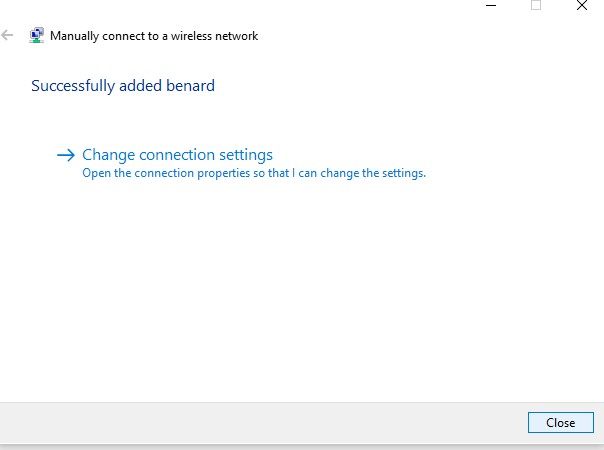 Manually connect to a wireless network
Successfully added benard
Change connection settings
Open the connection properties so that I can change the settings.
Close